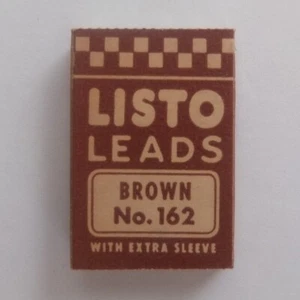 LISTO
LEADS
BROWN
No. 162
WITH EXTRA SLEEVE